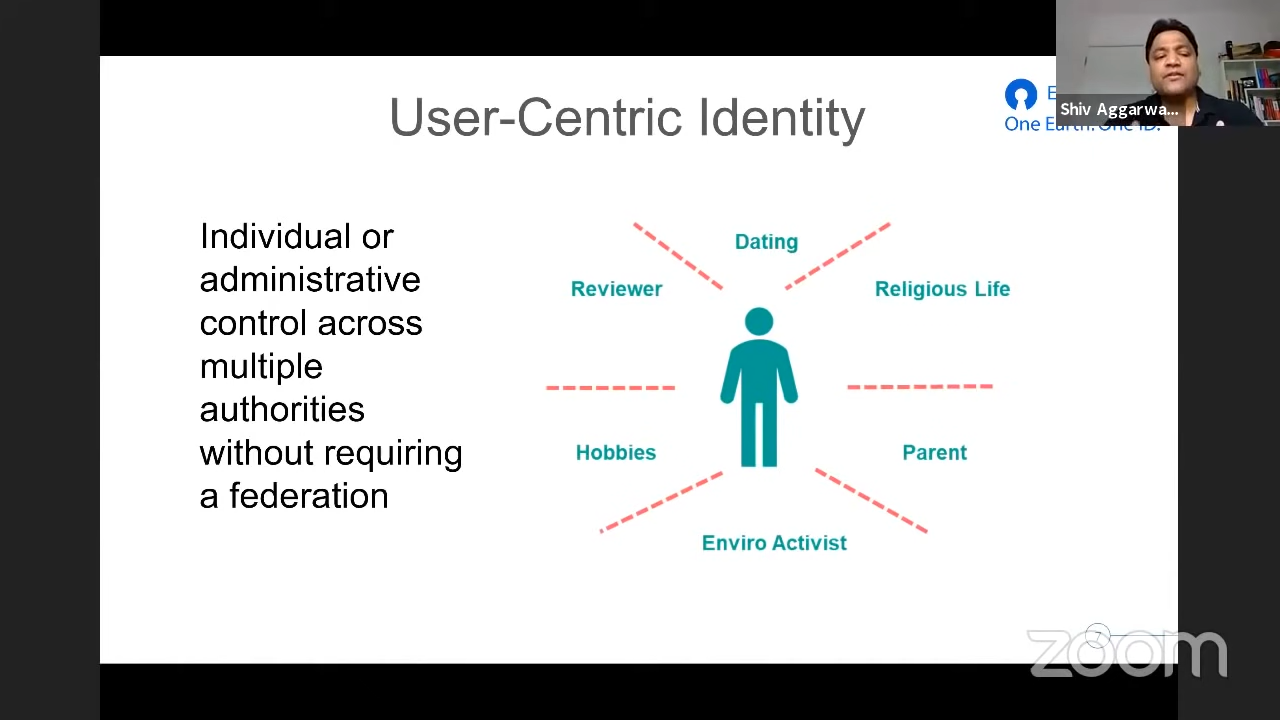 User-Centric Identity
E
One Earth. One ID.
Shiv Aggarwa...
Individual or
administrative
control across
multiple
authorities
without requiring
a federation
Dating
Reviewer
Religious Life
Hobbies
Parent
Enviro Activist
7
zoom